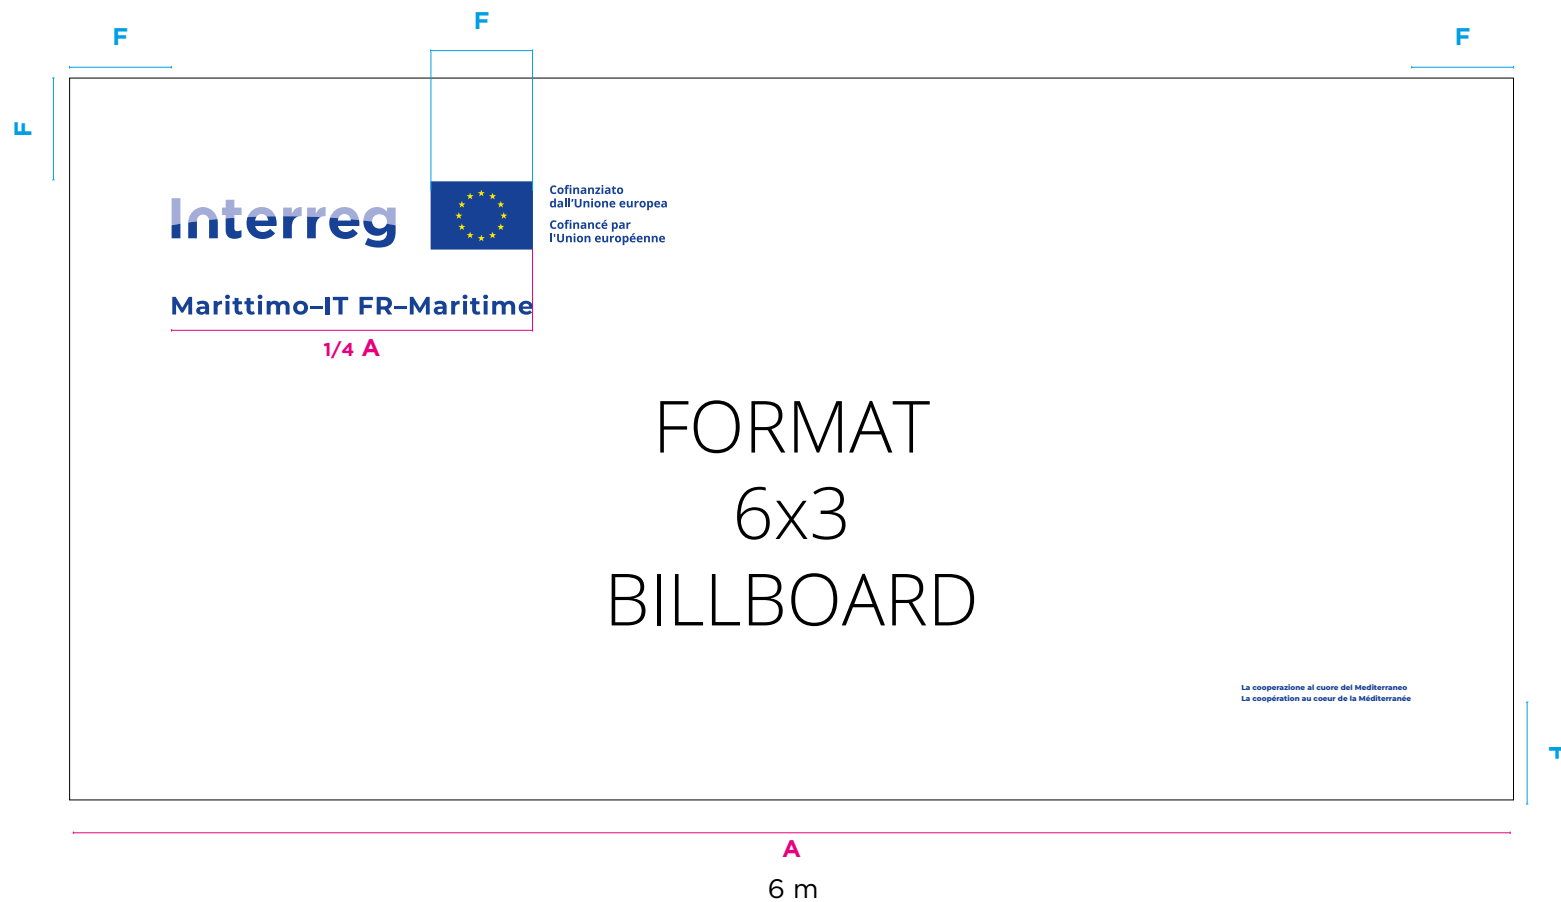 F
F
F
F
Interreg
Cofinanziato
dall'Unione europea
Cofinancé par
l'Union européenne
Marittimo–IT FR–Maritime
1/4 A
FORMAT
6x3
BILLBOARD
La cooperazione al cuore del Mediterraneo
La coopération au coeur de la Méditerranée
F
A
6 m